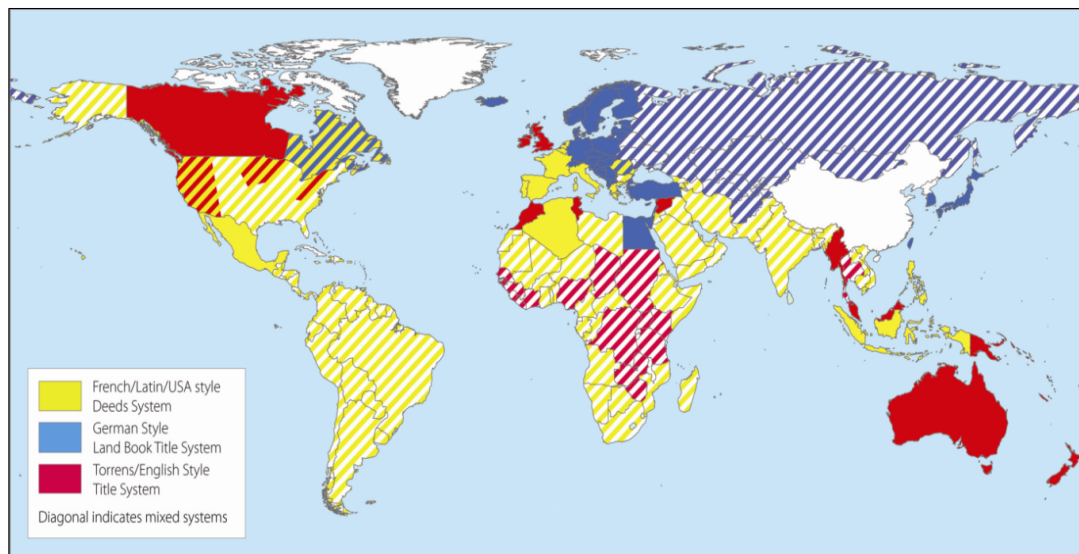 French/Latin/USA style
Deeds System
German Style
Land Book Title System
Torrens/English Style
Title System
Diagonal indicates mixed systems